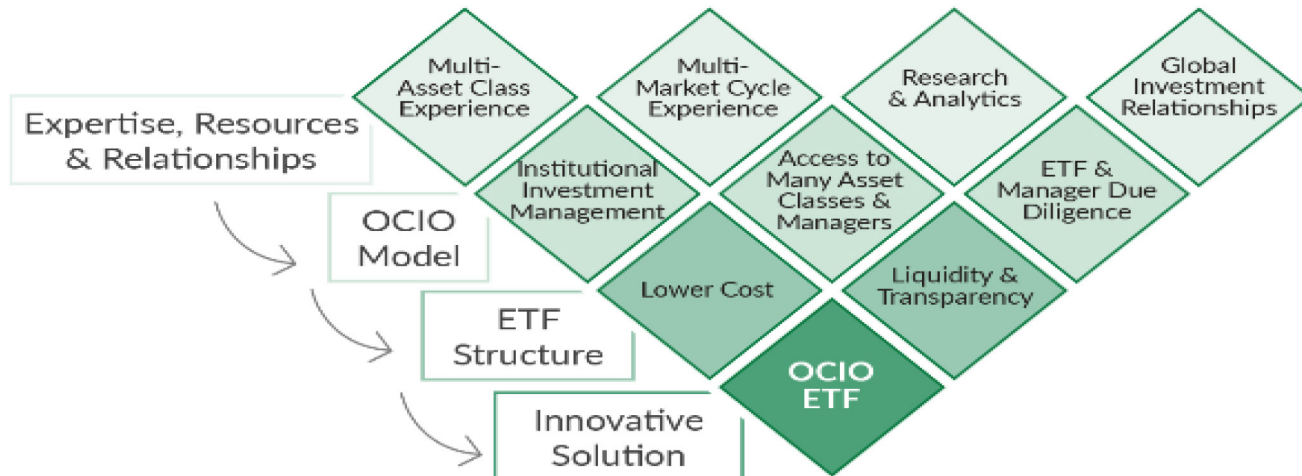 Multi-
Asset Class
Experience
Multi-
Market Cycle
Experience
Research
& Analytics
Global
Investment
Relationships
Expertise, Resources
& Relationships
Institutional
Investment
Management
Access to
Many Asset
Classes &
Managers
ETF &
Manager Due
Diligence
OCIO
Model
Lower Cost
Liquidity &
Transparency
ETF
Structure
OCIO
ETF
Innovative
Solution